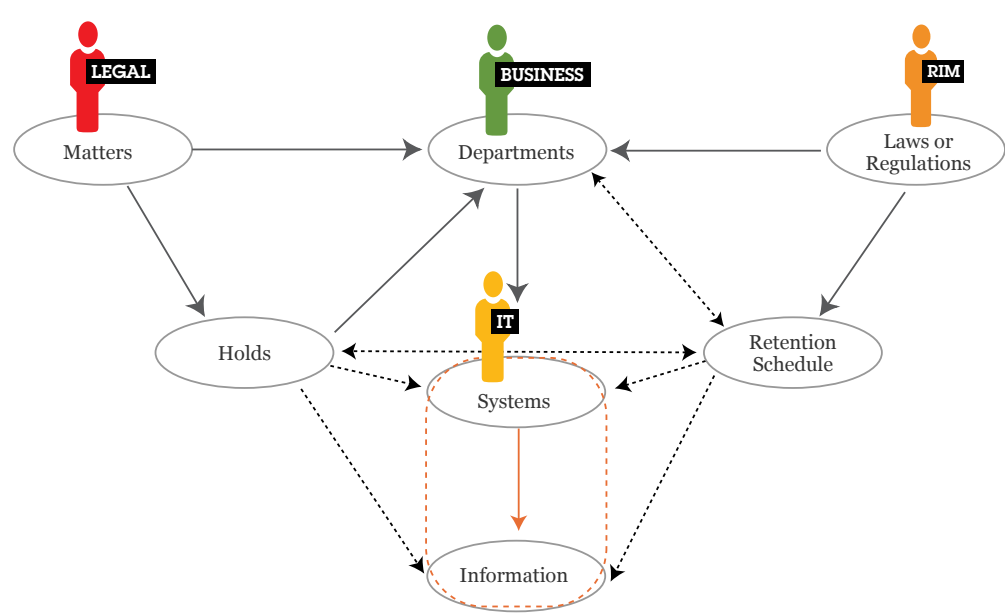 LEGAL
BUSINESS
RIM
Matters
Departments
Laws or
Regulations
IT
Holds
Retention
Schedule
Systems
Information